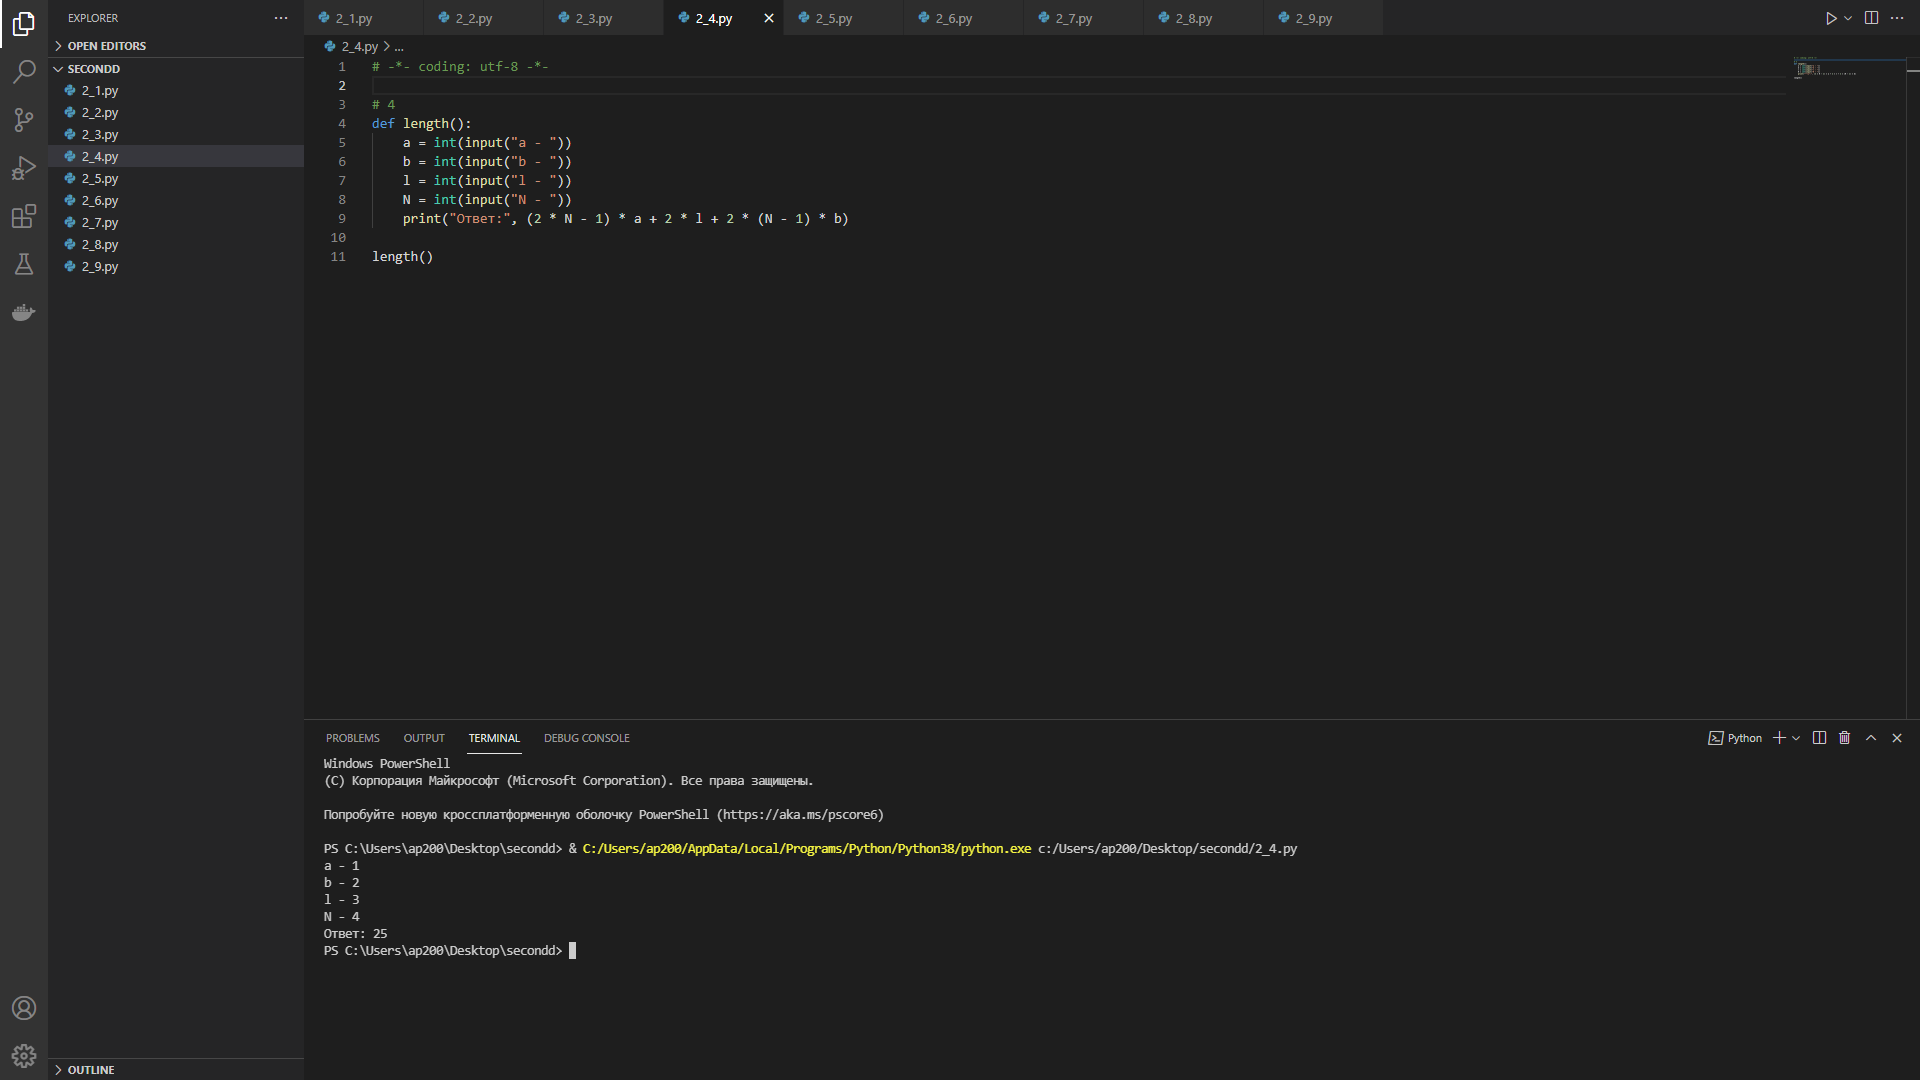 EXPLORER
OPEN EDITORS
SECONDD
2_1.py
2_2.py
2_3.py
2_4.py
2_5.py
2_6.py
2_7.py
2_8.py
2_9.py
OUTLINE
2_1.py 2_2.py 2_3.py 2_4.py 2_5.py 2_6.py 2_7.py 2_8.py 2_9.py
2_4.py > ...
1 # -*- coding: utf-8 -*-
2
3 # 4
4 def length():
5     a = int(input("a - "))
6     b = int(input("b - "))
7     l = int(input("l - "))
8     N = int(input("N - "))
9     print("Ответ:", (2 * N - 1) * a + 2 * l + 2 * (N - 1) * b)
10
11 length()
PROBLEMS OUTPUT TERMINAL DEBUG CONSOLE
Python
Windows PowerShell
(C) Корпорация Майкрософт (Microsoft Corporation). Все права защищены.
Попробуйте новую кроссплатформенную оболочку PowerShell (https://aka.ms/pscore6)
PS C:\Users\ap200\Desktop\secondd> & C:/Users/ap200/AppData/Local/Programs/Python/Python38/python.exe c:/Users/ap200/Desktop/secondd/2_4.py
a - 1
b - 2
l - 3
N - 4
Ответ: 25
PS C:\Users\ap200\Desktop\secondd>